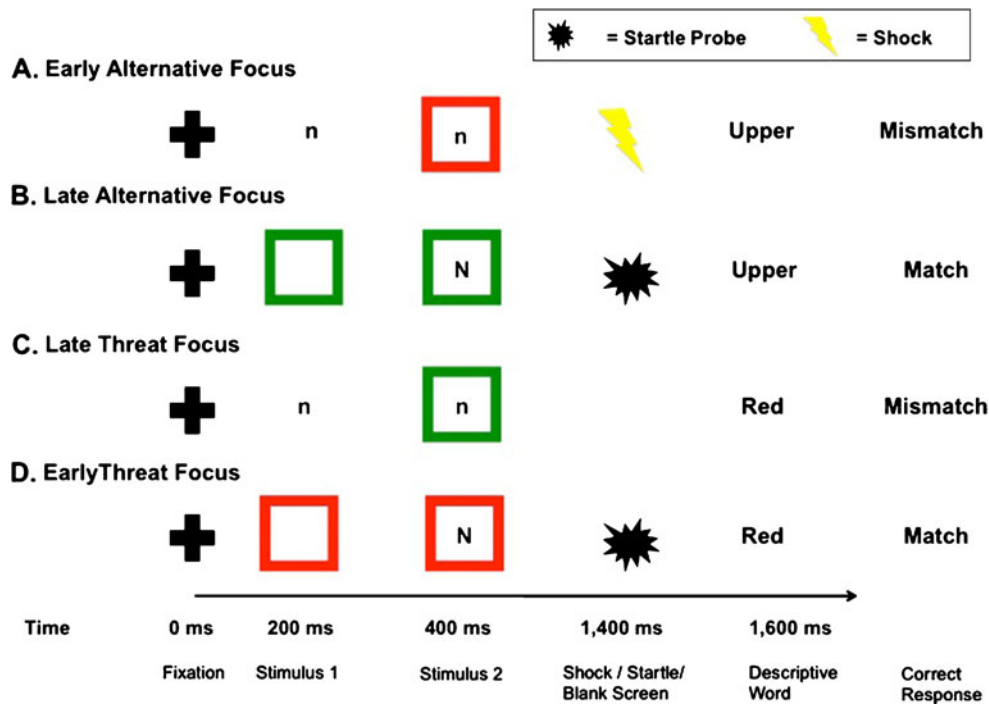 = Startle Probe = Shock
A. Early Alternative Focus
n n Upper Mismatch
B. Late Alternative Focus
N Upper Match
C. Late Threat Focus
n n Red Mismatch
D. EarlyThreat Focus
N Red Match
Time 0 ms 200 ms 400 ms 1,400 ms 1,600 ms
Fixation Stimulus 1 Stimulus 2 Shock / Startle/ Descriptive Correct
Blank Screen Word Response